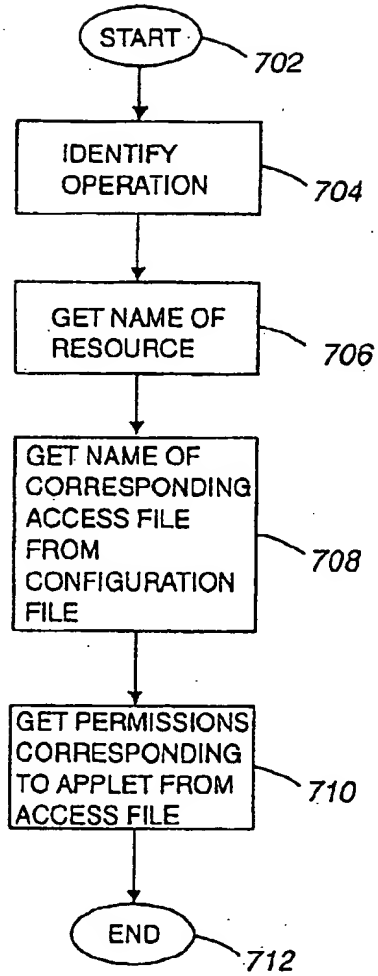 START
702
IDENTIFY
OPERATION
704
GET NAME OF
RESOURCE
706
GET NAME OF
CORRESPONDING
ACCESS FILE
FROM
CONFIGURATION
FILE
708
GET PERMISSIONS
CORRESPONDING
TO APPLET FROM
ACCESS FILE
710
END
712